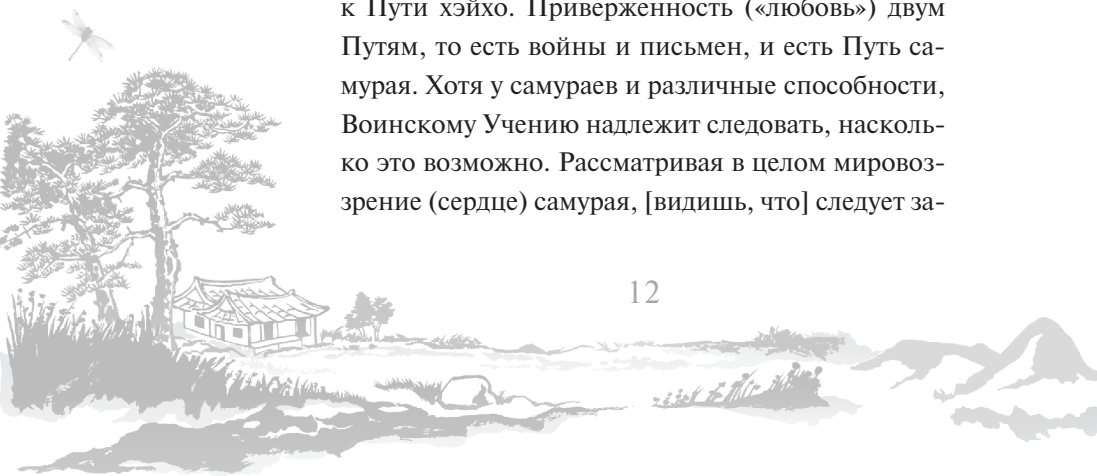 к Пути хэйхо. Приверженность («любовь») двум
Путям, то есть войны и письмен, и есть Путь са-
мурая. Хотя у самураев и различные способности,
Воинскому Учению надлежит следовать, насколь-
ко это возможно. Рассматривая в целом мировоз-
зрение (сердце) самурая, [видишь, что] следует за-
12